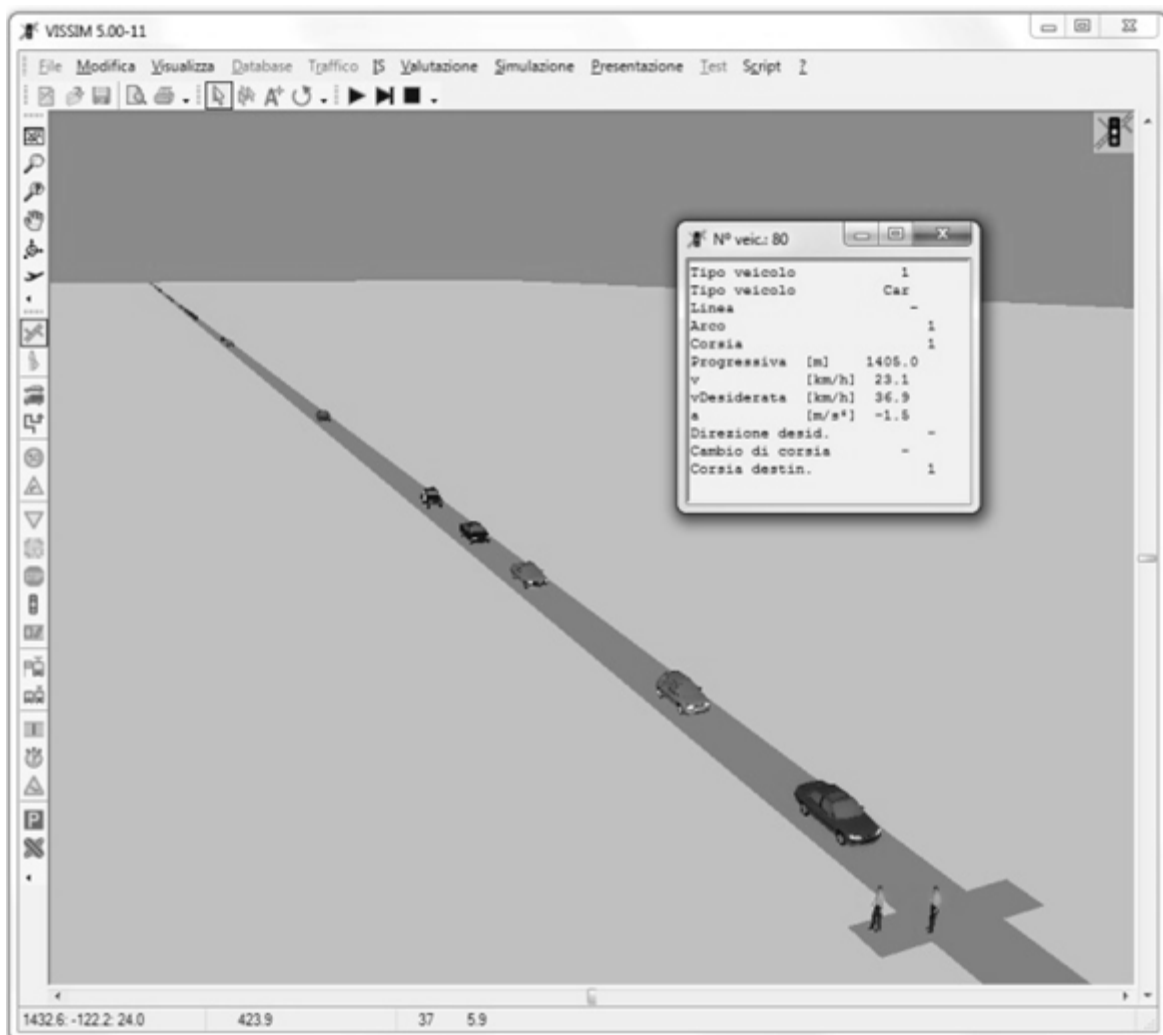 VISSIM 5.00-11
File Modifica Visualizza Database Traffico IS Valutazione Simulazione Presentazione Test Script ?
Nº veic.: 80
Tipo veicolo 1
Tipo veicolo Car
Linea -
Arco 1
Corsia 1
Progressiva [m] 1405.0
v [km/h] 23.1
vDesiderata [km/h] 36.9
a [m/s²] -1.5
Direzione desid. -
Cambio di corsia -
Corsia destin. 1
P
1432.6: -122.2: 24.0 423.9 37 5.9